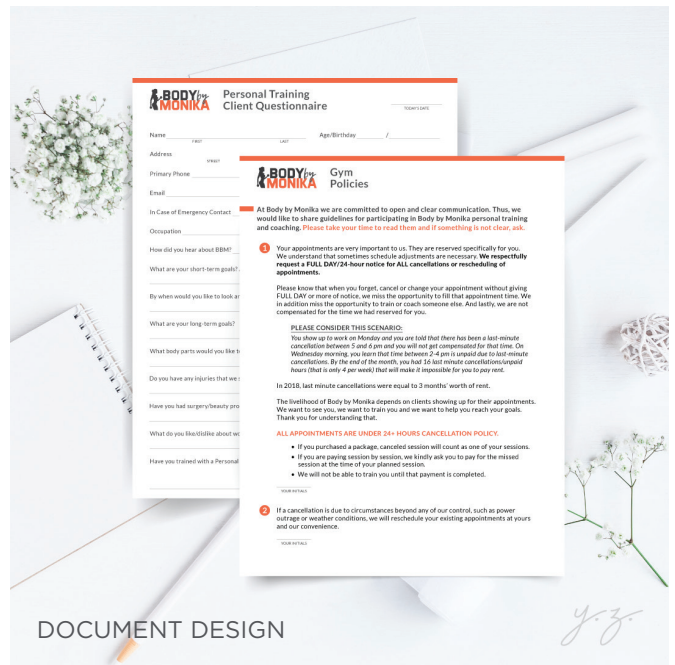 BODY by
MONIKA
Personal Training
Client Questionnaire
TODAY'S DATE
Name
Age/Birthday /
FIRST LAST
Address
STREET
Primary Phone
Email
In Case of Emergency Contact
Occupation
How did you hear about BBM?
What are your short-term goals?
By when would you like to look an
What are your long-term goals?
What body parts would you like t
Do you have any injuries that we s
Have you had surgery/beauty pro
What do you like/dislike about wo
Have you trained with a Personal
BODY by
MONIKA
Gym
Policies
At Body by Monika we are committed to open and clear communication. Thus, we
would like to share guidelines for participating in Body by Monika personal training
and coaching. Please take your time to read them and if something is not clear, ask.
1 Your appointments are very important to us. They are reserved specifically for you.
We understand that sometimes schedule adjustments are necessary. We respectfully
request a FULL DAY/24-hour notice for ALL cancellations or rescheduling of
appointments.
Please know that when you forget, cancel or change your appointment without giving
FULL DAY or more of notice, we miss the opportunity to fill that appointment time. We
in addition miss the opportunity to train or coach someone else. And lastly, we are not
compensated for the time we had reserved for you.
PLEASE CONSIDER THIS SCENARIO:
You show up to work on Monday and you are told that there has been a last-minute
cancellation between 5 and 6 pm and you will not get compensated for that time. On
Wednesday morning, you learn that time between 2-4 pm is unpaid due to last-minute
cancellations. By the end of the month, you had 16 last minute cancellations/unpaid
hours (that is only 4 per week) that will make it impossible for you to pay rent.
In 2018, last minute cancellations were equal to 3 months' worth of rent.
The livelihood of Body by Monika depends on clients showing up for their appointments.
We want to see you, we want to train you and we want to help you reach your goals.
Thank you for understanding that.
ALL APPOINTMENTS ARE UNDER 24+ HOURS CANCELLATION POLICY.
• If you purchased a package, canceled session will count as one of your sessions.
• If you are paying session by session, we kindly ask you to pay for the missed
session at the time of your planned session.
• We will not be able to train you until that payment is completed.
YOUR INITIALS
2 If a cancellation is due to circumstances beyond any of our control, such as power
outrage or weather conditions, we will reschedule your existing appointments at yours
and our convenience.
YOUR INITIALS
DOCUMENT DESIGN
y.z.